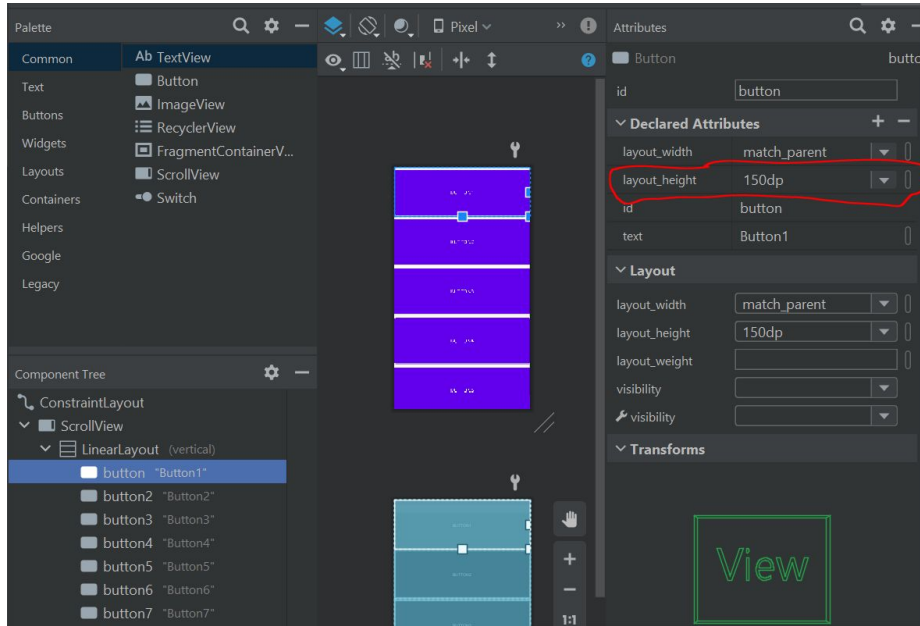 Palette
Common
Text
Buttons
Widgets
Layouts
Containers
Helpers
Google
Legacy
Ab TextView
Button
ImageView
RecyclerView
FragmentContainerV...
ScrollView
Switch
Component Tree
ConstraintLayout
ScrollView
LinearLayout (vertical)
button "Button1"
button2 "Button2"
button3 "Button3"
button4 "Button4"
button5 "Button5"
button6 "Button6"
button7 "Button7"
Pixel
1:1
Attributes
Button butto
id button
Declared Attributes
layout_width match_parent
layout_height 150dp
id button
text Button1
Layout
layout_width match_parent
layout_height 150dp
layout_weight
visibility
visibility
Transforms
View